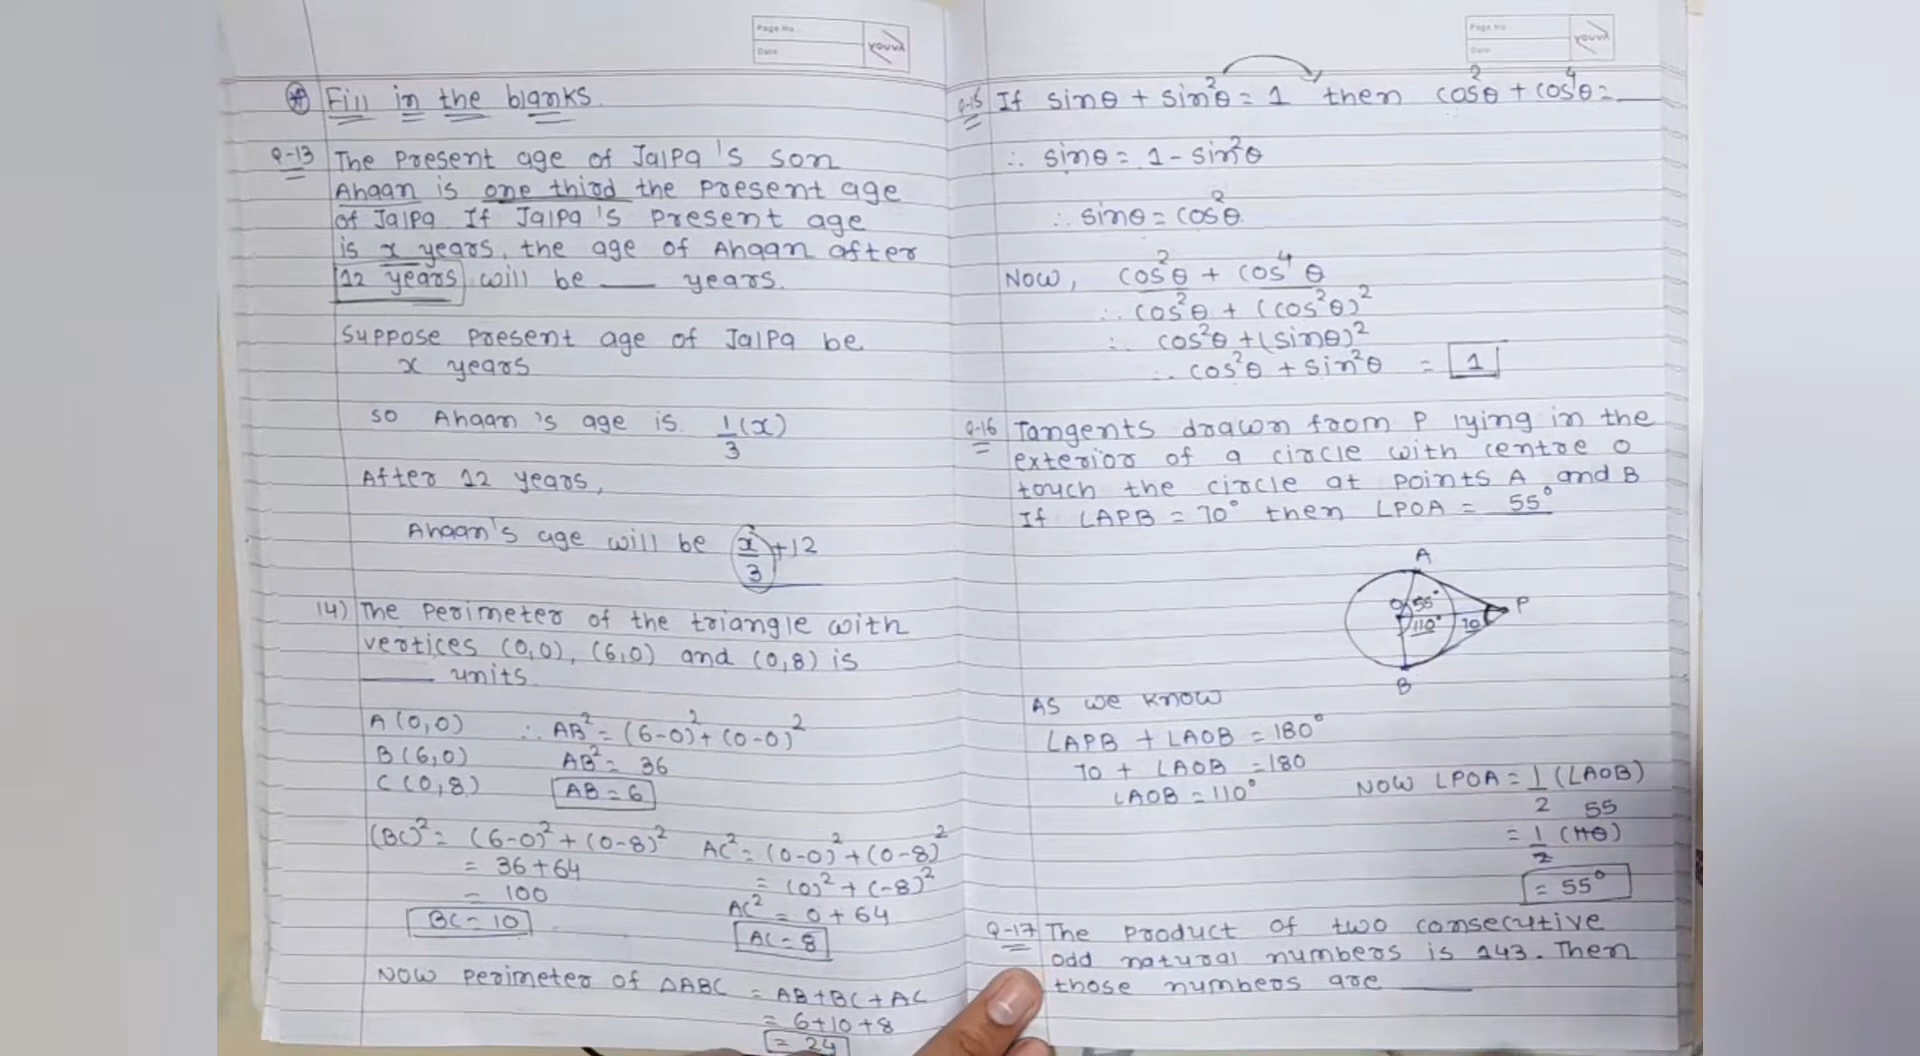 Page No.
Date
youva
Fill in the blanks.
Q-13 The Present age of Jalpa's son
Ahaan is one third the present age
of Jalpa. If Jalpa's present age
is x years, the age of Ahaan after
12 years will be ___ years.
Suppose present age of Jalpa be
x years
so Ahaan's age is 1/3 (x)
After 12 years,
Ahaan's age will be x/3 + 12
14) The perimeter of the triangle with
vertices (0,0), (6,0) and (0,8) is
___ units
A (0,0) ∴ AB² = (6-0)² + (0-0)²
B (6,0) AB² = 36
C (0,8) AB = 6
(BC)² = (6-0)² + (0-8)² AC² = (0-0)² + (0-8)²
= 36+64 = (0)² + (-8)²
= 100 AC² = 0 + 64
BC = 10 AC = 8
Now perimeter of ΔABC = AB+BC+AC
= 6+10+8
= 24
Page No.
Date
youva
Q-15 If sinθ + sin²θ = 1 then cos²θ + cos⁴θ = ___
∴ sinθ = 1 - sin²θ
∴ sinθ = cos²θ
Now, cos²θ + cos⁴θ
∴ cos²θ + (cos²θ)²
∴ cos²θ + (sinθ)²
∴ cos²θ + sin²θ = 1
Q-16 Tangents drawn from P lying in the
exterior of a circle with centre O
touch the circle at points A and B
If ∠APB = 70° then ∠POA = 55°
A
O 55° P
110° 70
B
As we know
∠APB + ∠AOB = 180°
70 + ∠AOB = 180
∠AOB = 110° Now ∠POA = 1/2 (∠AOB)
55
= 1/2 (110)
= 55°
Q-17 The product of two consecutive
odd natural numbers is 143. Then
those numbers are ___